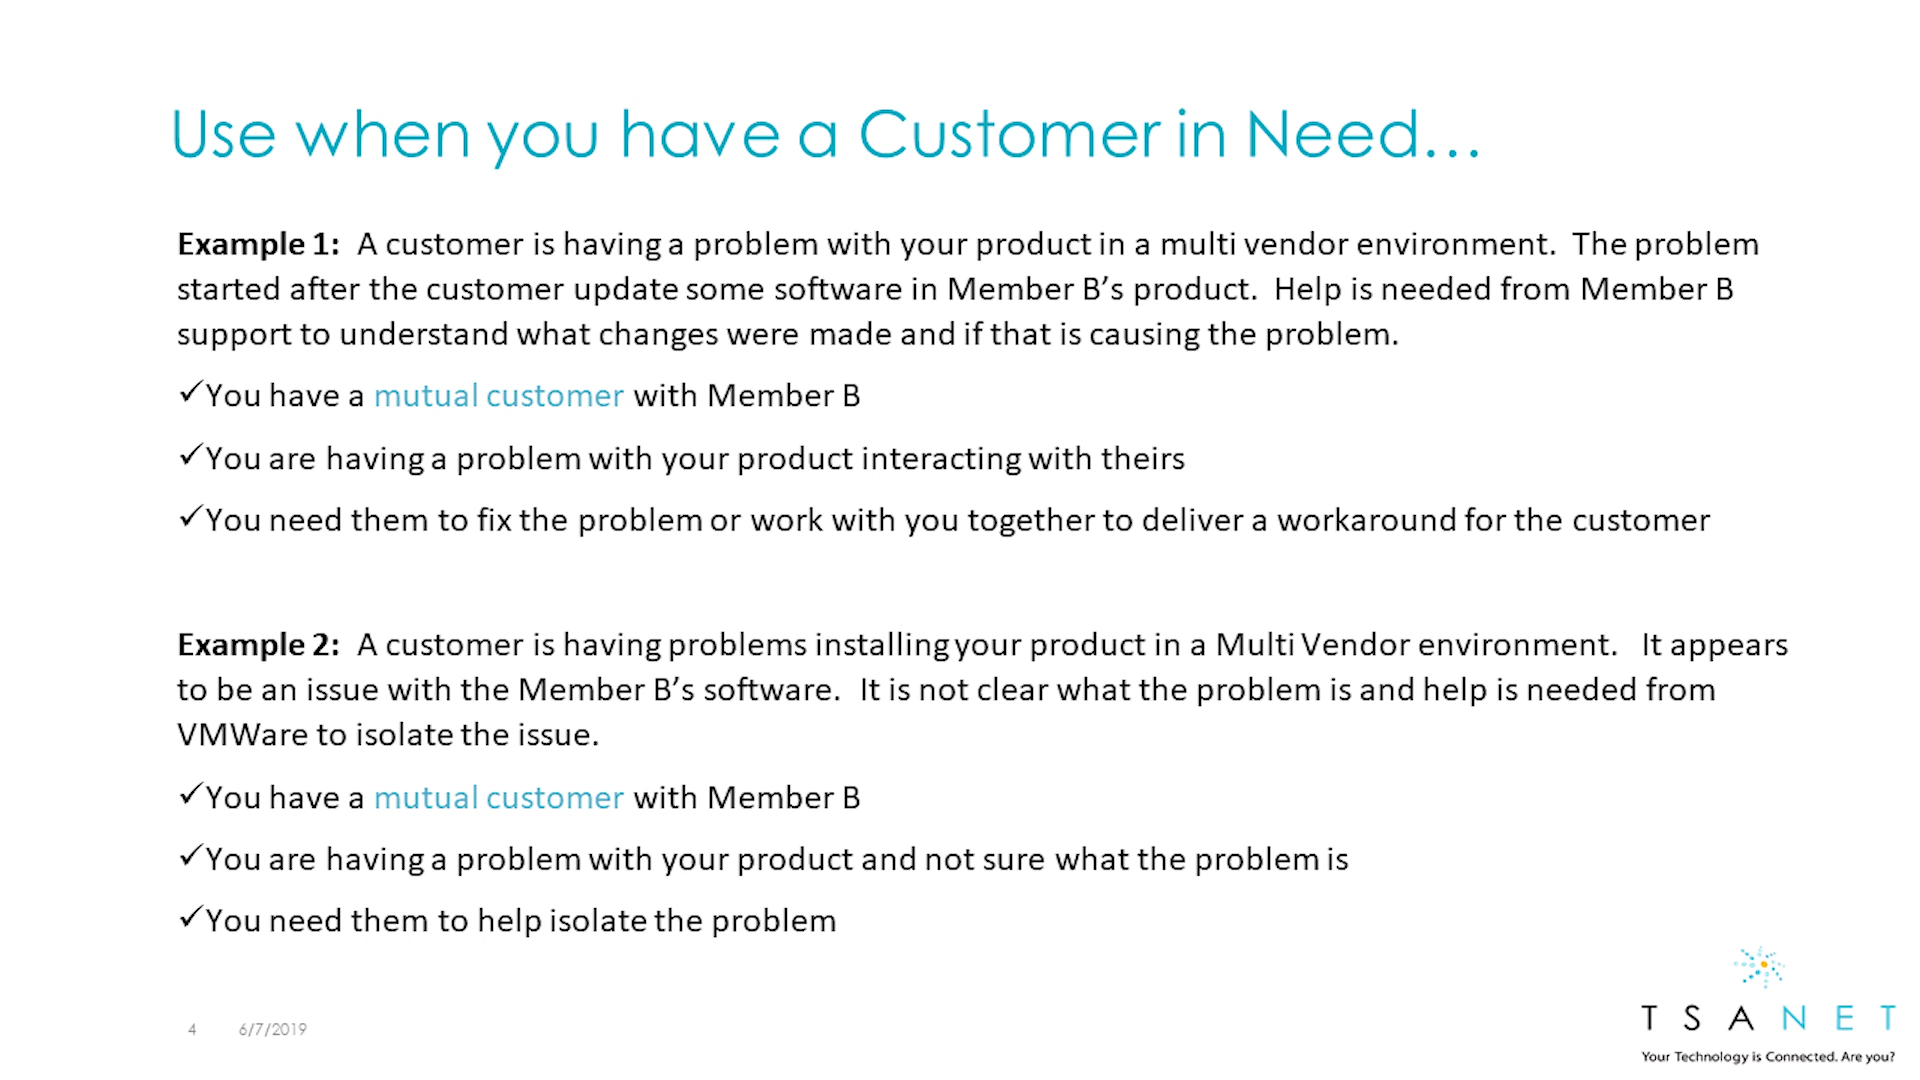 Use when you have a Customer in Need...
Example 1: A customer is having a problem with your product in a multi vendor environment. The problem
started after the customer update some software in Member B’s product. Help is needed from Member B
support to understand what changes were made and if that is causing the problem.
✓You have a mutual customer with Member B
✓You are having a problem with your product interacting with theirs
✓You need them to fix the problem or work with you together to deliver a workaround for the customer
Example 2: A customer is having problems installing your product in a Multi Vendor environment. It appears
to be an issue with the Member B’s software. It is not clear what the problem is and help is needed from
VMWare to isolate the issue.
✓You have a mutual customer with Member B
✓You are having a problem with your product and not sure what the problem is
✓You need them to help isolate the problem
4 6/7/2019
TSANET
Your Technology is Connected. Are you?